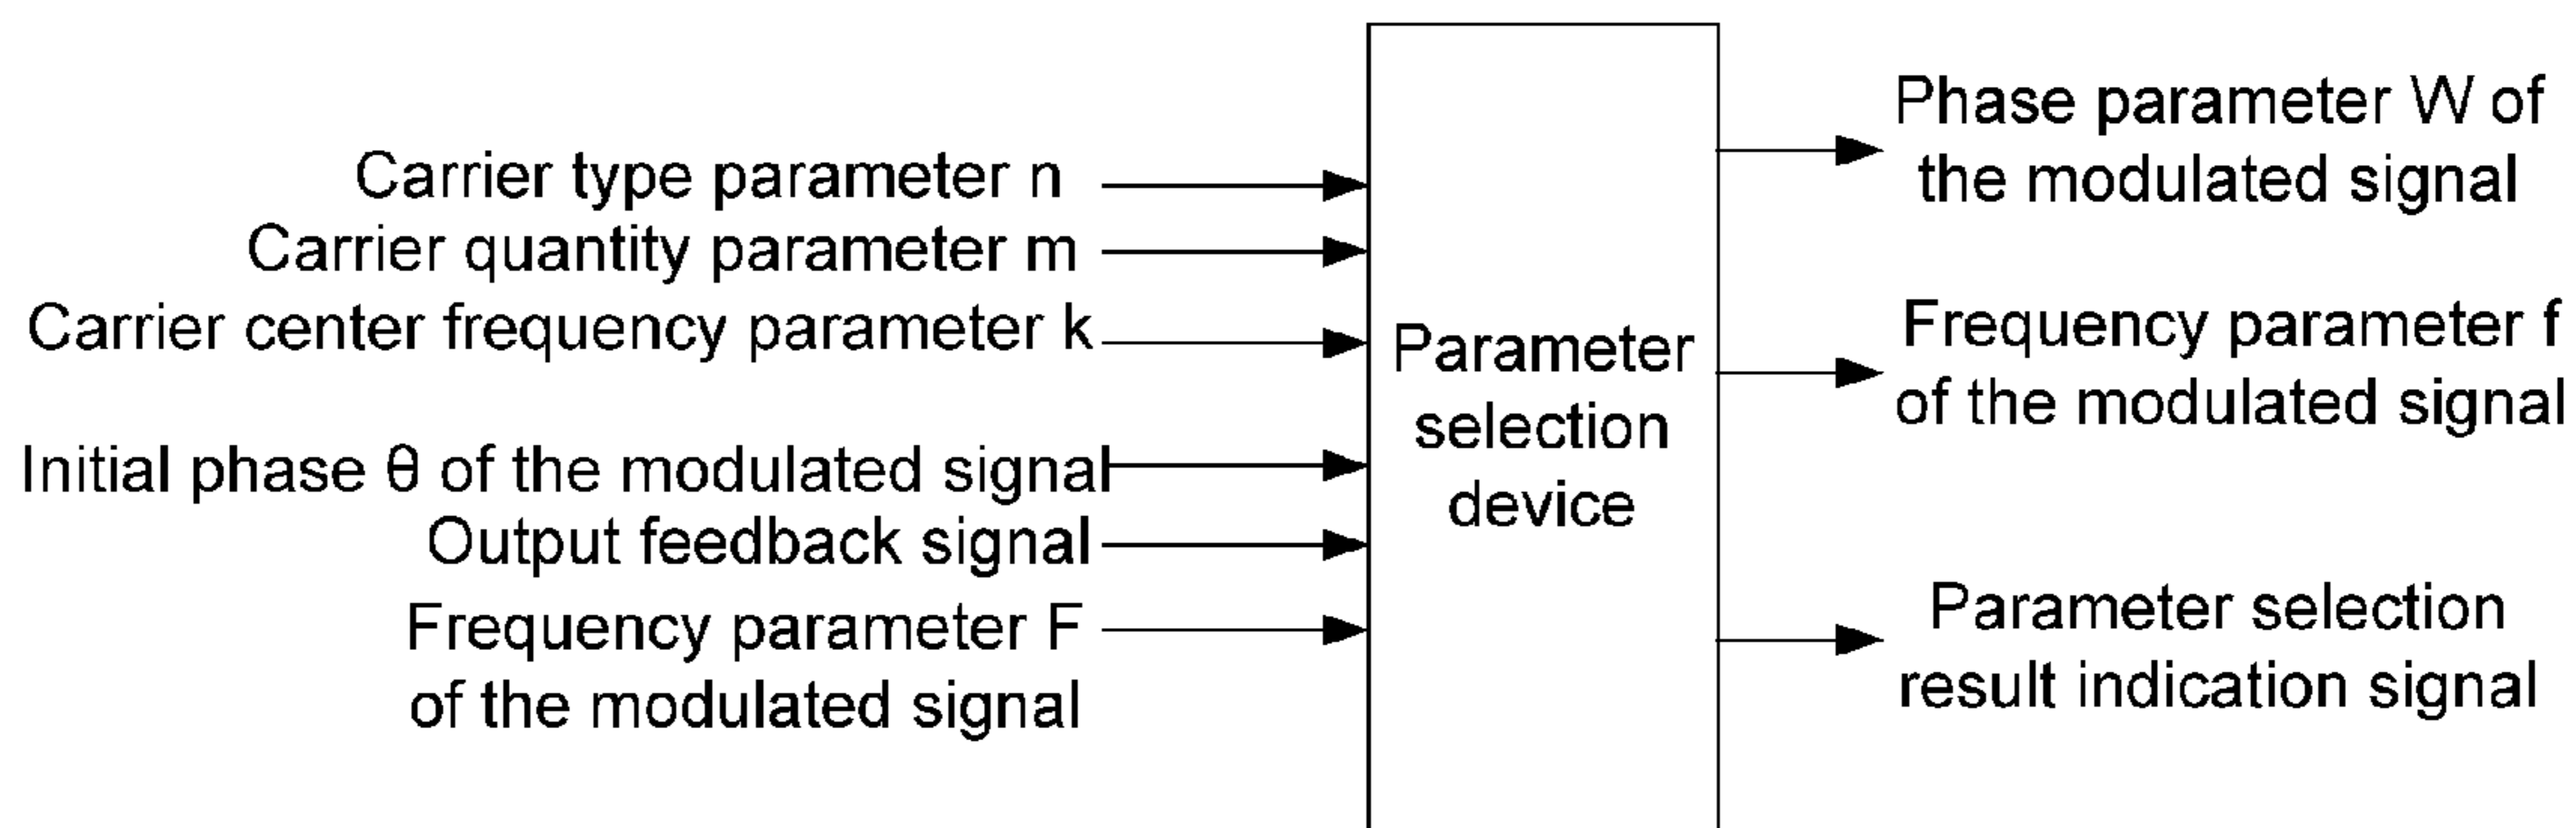 Carrier type parameter n
Carrier quantity parameter m
Carrier center frequency parameter k
Initial phase θ of the modulated signal
Output feedback signal
Frequency parameter F
of the modulated signal
Parameter
selection
device
Phase parameter W of
the modulated signal
Frequency parameter f
of the modulated signal
Parameter selection
result indication signal